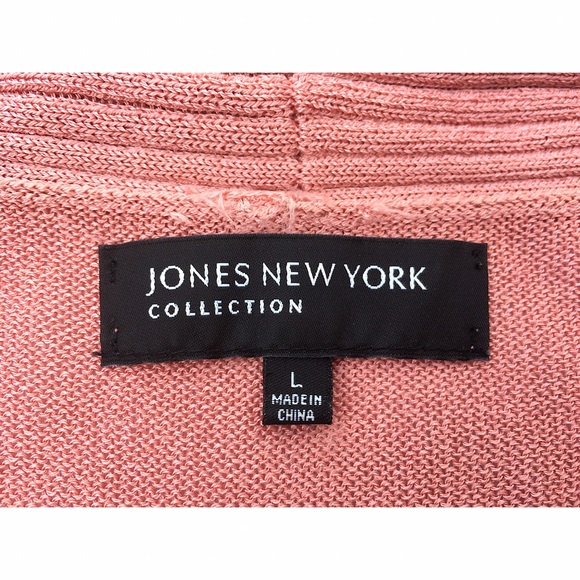 JONES NEW YORK
COLLECTION
L
MADE IN
CHINA